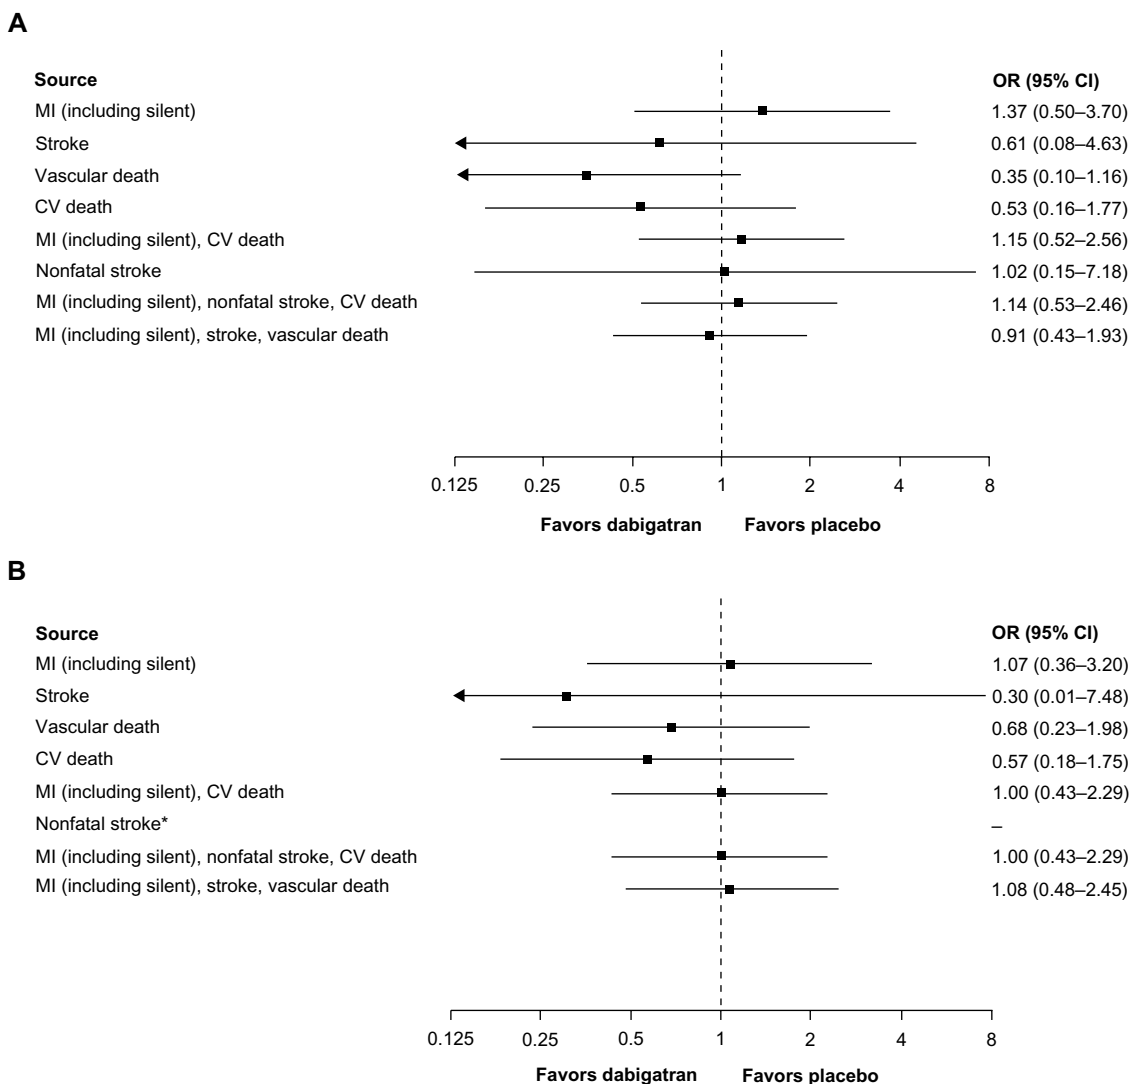 A
Source OR (95% CI)
MI (including silent) 1.37 (0.50–3.70)
Stroke 0.61 (0.08–4.63)
Vascular death 0.35 (0.10–1.16)
CV death 0.53 (0.16–1.77)
MI (including silent), CV death 1.15 (0.52–2.56)
Nonfatal stroke 1.02 (0.15–7.18)
MI (including silent), nonfatal stroke, CV death 1.14 (0.53–2.46)
MI (including silent), stroke, vascular death 0.91 (0.43–1.93)
0.125 0.25 0.5 1 2 4 8
Favors dabigatran Favors placebo
B
Source OR (95% CI)
MI (including silent) 1.07 (0.36–3.20)
Stroke 0.30 (0.01–7.48)
Vascular death 0.68 (0.23–1.98)
CV death 0.57 (0.18–1.75)
MI (including silent), CV death 1.00 (0.43–2.29)
Nonfatal stroke* –
MI (including silent), nonfatal stroke, CV death 1.00 (0.43–2.29)
MI (including silent), stroke, vascular death 1.08 (0.48–2.45)
0.125 0.25 0.5 1 2 4 8
Favors dabigatran Favors placebo